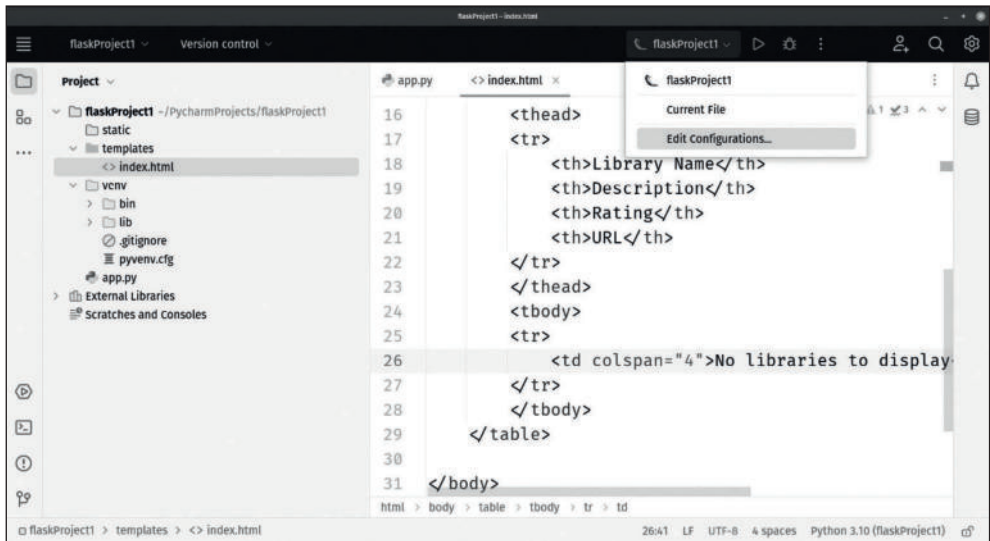 flaskProject1 – index.html
flaskProject1 Version control flaskProject1
Project
flaskProject1 ~/PycharmProjects/flaskProject1
static
templates
<> index.html
venv
bin
lib
.gitignore
pyvenv.cfg
app.py
External Libraries
Scratches and Consoles
app.py <> index.html
flaskProject1
Current File
Edit Configurations...
1 3
16 <thead>
17 <tr>
18 <th>Library Name</th>
19 <th>Description</th>
20 <th>Rating</th>
21 <th>URL</th>
22 </tr>
23 </thead>
24 <tbody>
25 <tr>
26 <td colspan="4">No libraries to display
27 </tr>
28 </tbody>
29 </table>
30
31 </body>
html > body > table > tbody > tr > td
flaskProject1 > templates > <> index.html 26:41 LF UTF-8 4 spaces Python 3.10 (flaskProject1)